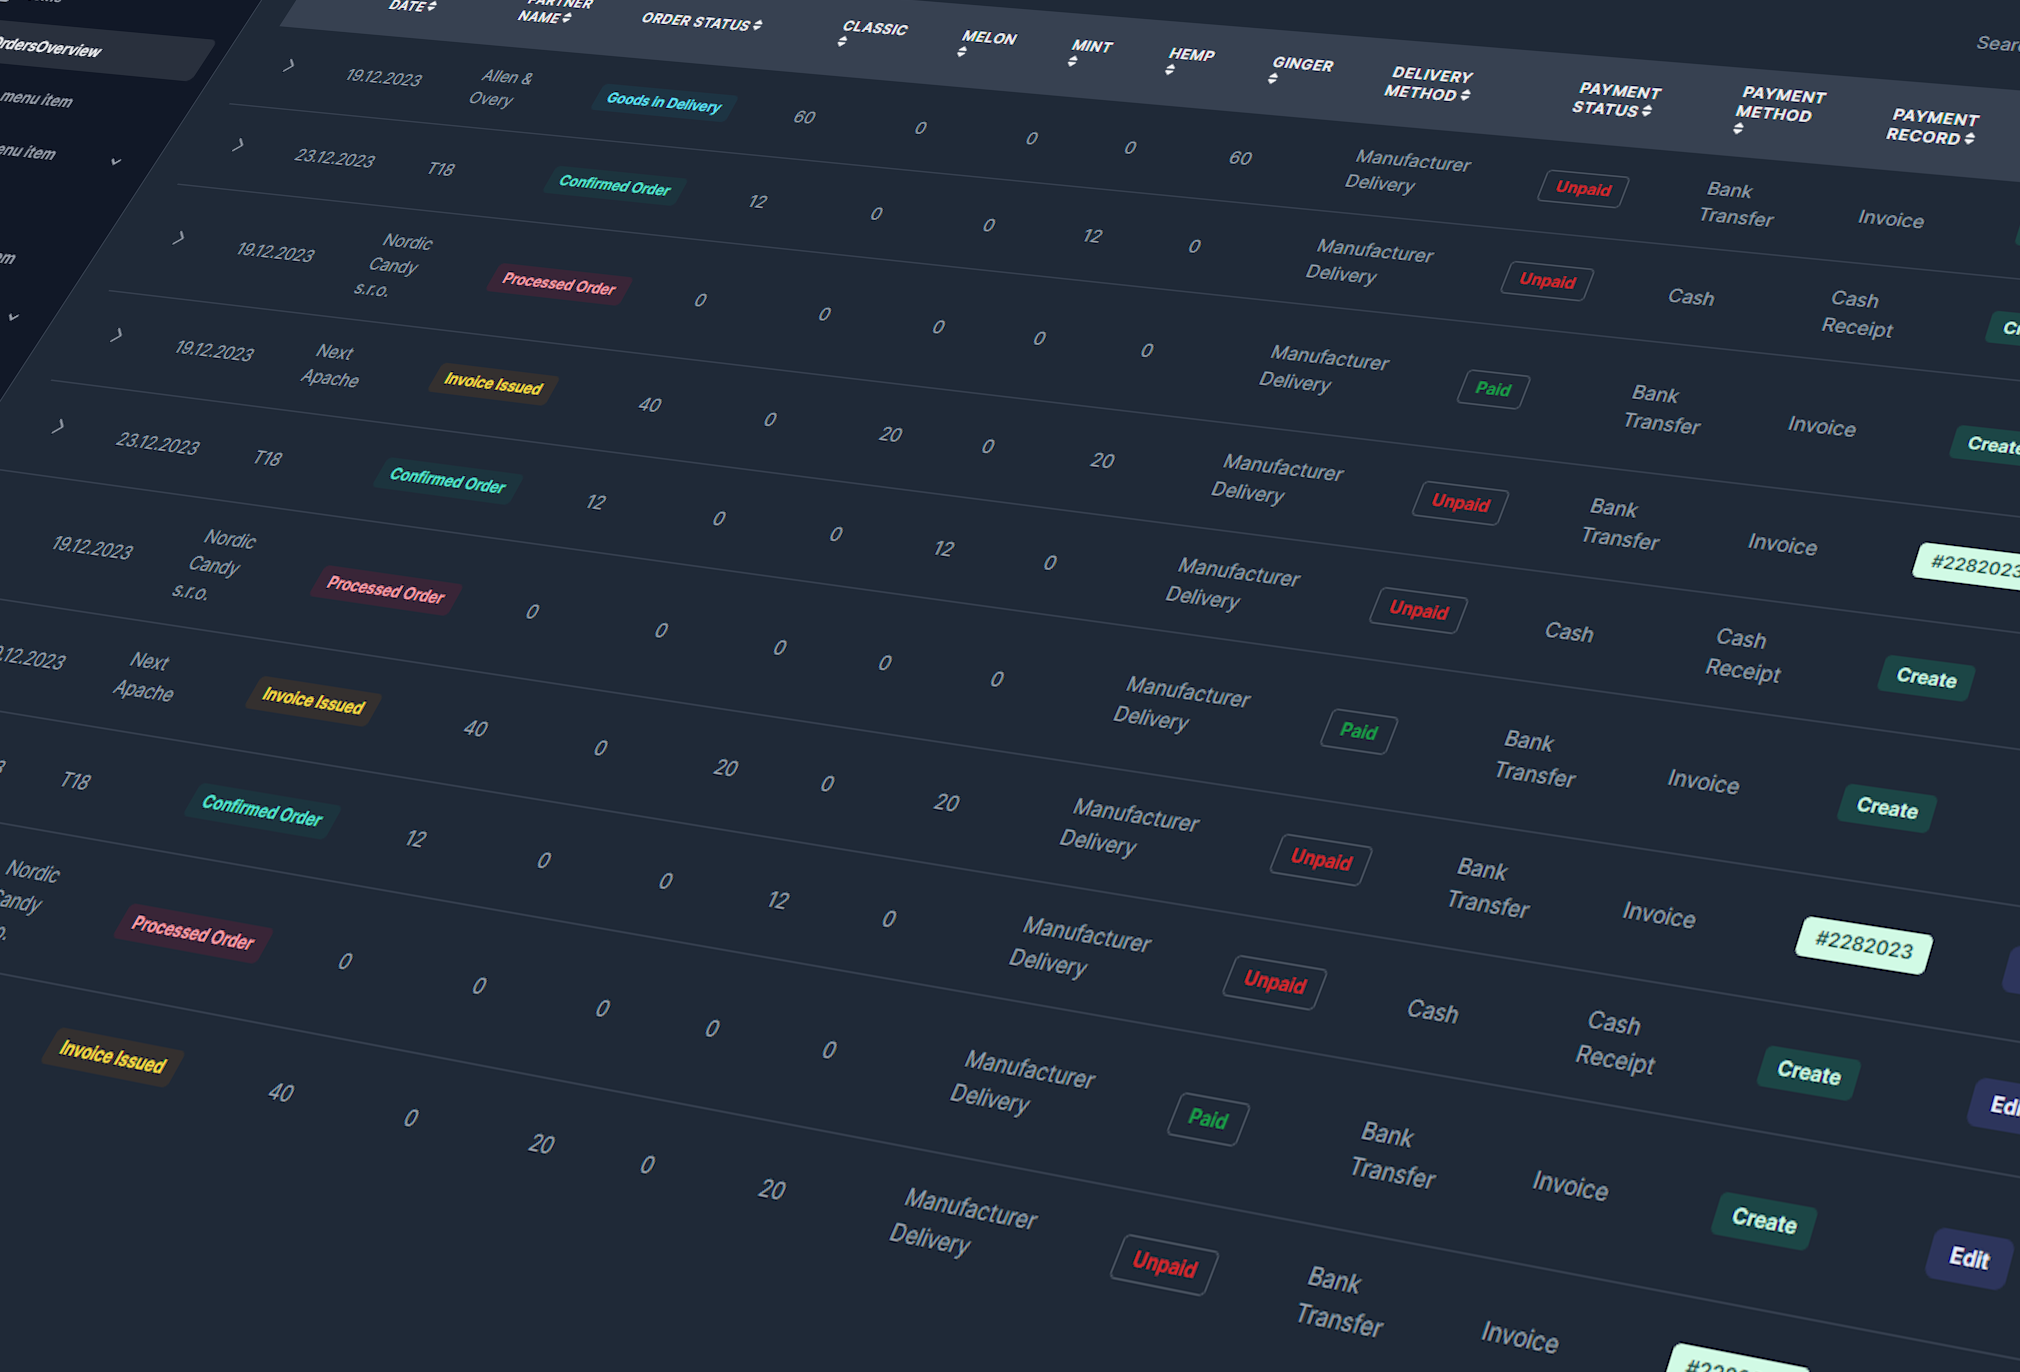 OrdersOverview
menu item
DATE
PARTNER
NAME
ORDER STATUS
CLASSIC
MELON
MINT
HEMP
GINGER
DELIVERY
METHOD
PAYMENT
STATUS
PAYMENT
METHOD
PAYMENT
RECORD
19.12.2023
Allen &
Overy
Goods in Delivery
60
0
0
0
60
Manufacturer
Delivery
Unpaid
Bank
Transfer
Invoice
23.12.2023
T18
Confirmed Order
12
0
0
12
0
Manufacturer
Delivery
Unpaid
Cash
Cash
Receipt
19.12.2023
Nordic
Candy
s.r.o.
Processed Order
0
0
0
0
0
Manufacturer
Delivery
Paid
Bank
Transfer
Invoice
Create
19.12.2023
Next
Apache
Invoice Issued
40
0
20
0
20
Manufacturer
Delivery
Unpaid
Bank
Transfer
Invoice
#2282023
23.12.2023
T18
Confirmed Order
12
0
0
12
0
Manufacturer
Delivery
Unpaid
Cash
Cash
Receipt
Create
19.12.2023
Nordic
Candy
s.r.o.
Processed Order
0
0
0
0
0
Manufacturer
Delivery
Paid
Bank
Transfer
Invoice
Create
.12.2023
Next
Apache
Invoice Issued
40
0
20
0
20
Manufacturer
Delivery
Unpaid
Bank
Transfer
Invoice
#2282023
T18
Confirmed Order
12
0
0
12
0
Manufacturer
Delivery
Unpaid
Cash
Cash
Receipt
Create
Edi
Nordic
Candy
Processed Order
0
0
0
0
0
Manufacturer
Delivery
Paid
Bank
Transfer
Invoice
Create
Edit
Invoice Issued
40
0
20
0
20
Manufacturer
Delivery
Unpaid
Bank
Transfer
Invoice